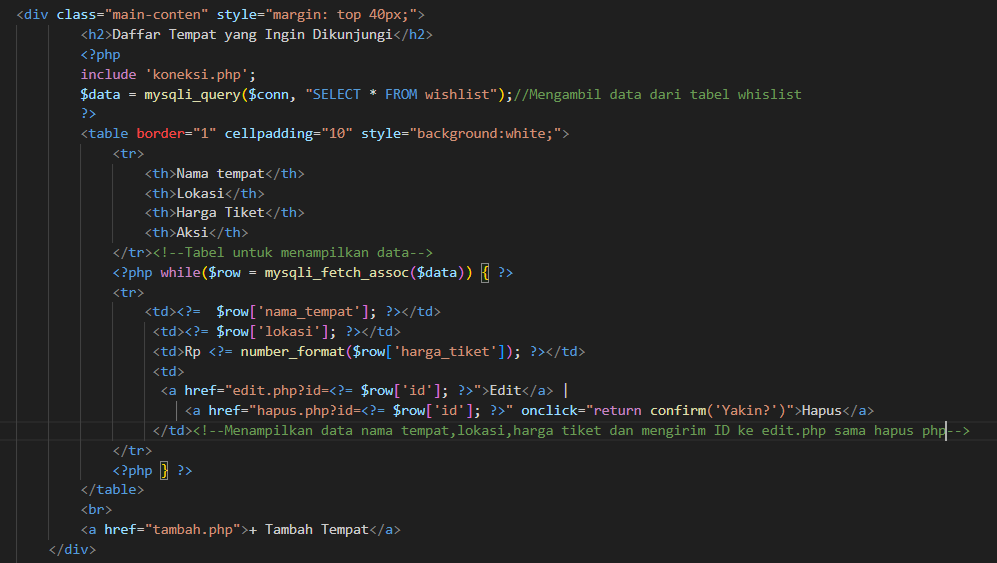 <div class="main-conten" style="margin: top 40px;">
<h2>Daffar Tempat yang Ingin Dikunjungi</h2>
<?php
include 'koneksi.php';
$data = mysqli_query($conn, "SELECT * FROM wishlist");//Mengambil data dari tabel whislist
?>
<table border="1" cellpadding="10" style="background:white;">
<tr>
<th>Nama tempat</th>
<th>Lokasi</th>
<th>Harga Tiket</th>
<th>Aksi</th>
</tr><!--Tabel untuk menampilkan data-->
<?php while($row = mysqli_fetch_assoc($data)) { ?>
<tr>
<td><?=  $row['nama_tempat']; ?></td>
<td><?= $row['lokasi']; ?></td>
<td>Rp <?= number_format($row['harga_tiket']); ?></td>
<td>
<a href="edit.php?id=<?= $row['id']; ?>">Edit</a> |
<a href="hapus.php?id=<?= $row['id']; ?>" onclick="return confirm('Yakin?')">Hapus</a>
</td><!--Menampilkan data nama tempat,lokasi,harga tiket dan mengirim ID ke edit.php sama hapus php-->
</tr>
<?php } ?>
</table>
<br>
<a href="tambah.php">+ Tambah Tempat</a>
</div>